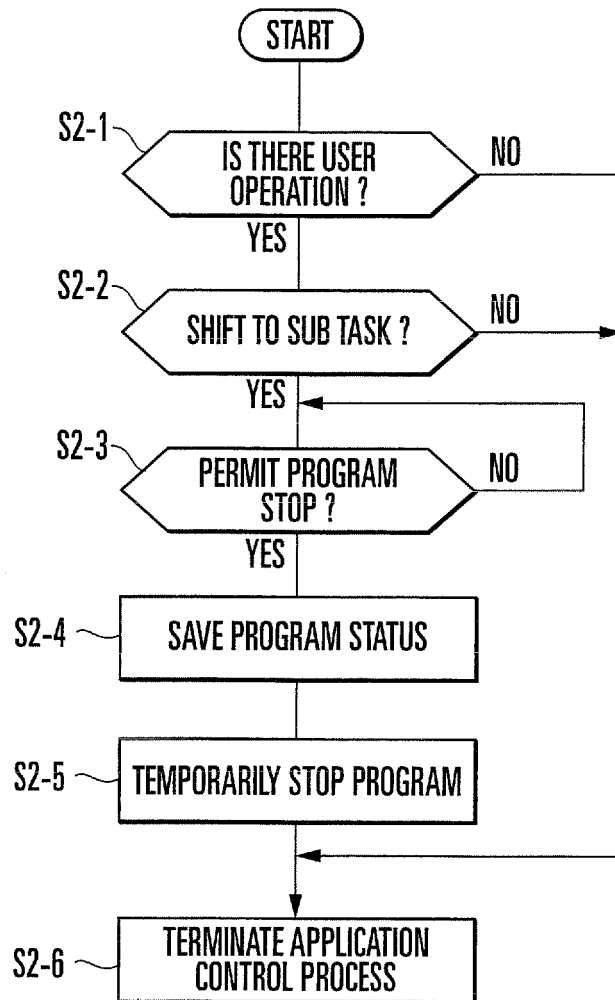 START
S2-1
IS THERE USER
OPERATION ?
NO
YES
S2-2
SHIFT TO SUB TASK ?
NO
YES
S2-3
PERMIT PROGRAM
STOP ?
NO
YES
S2-4
SAVE PROGRAM STATUS
S2-5
TEMPORARILY STOP PROGRAM
S2-6
TERMINATE APPLICATION
CONTROL PROCESS